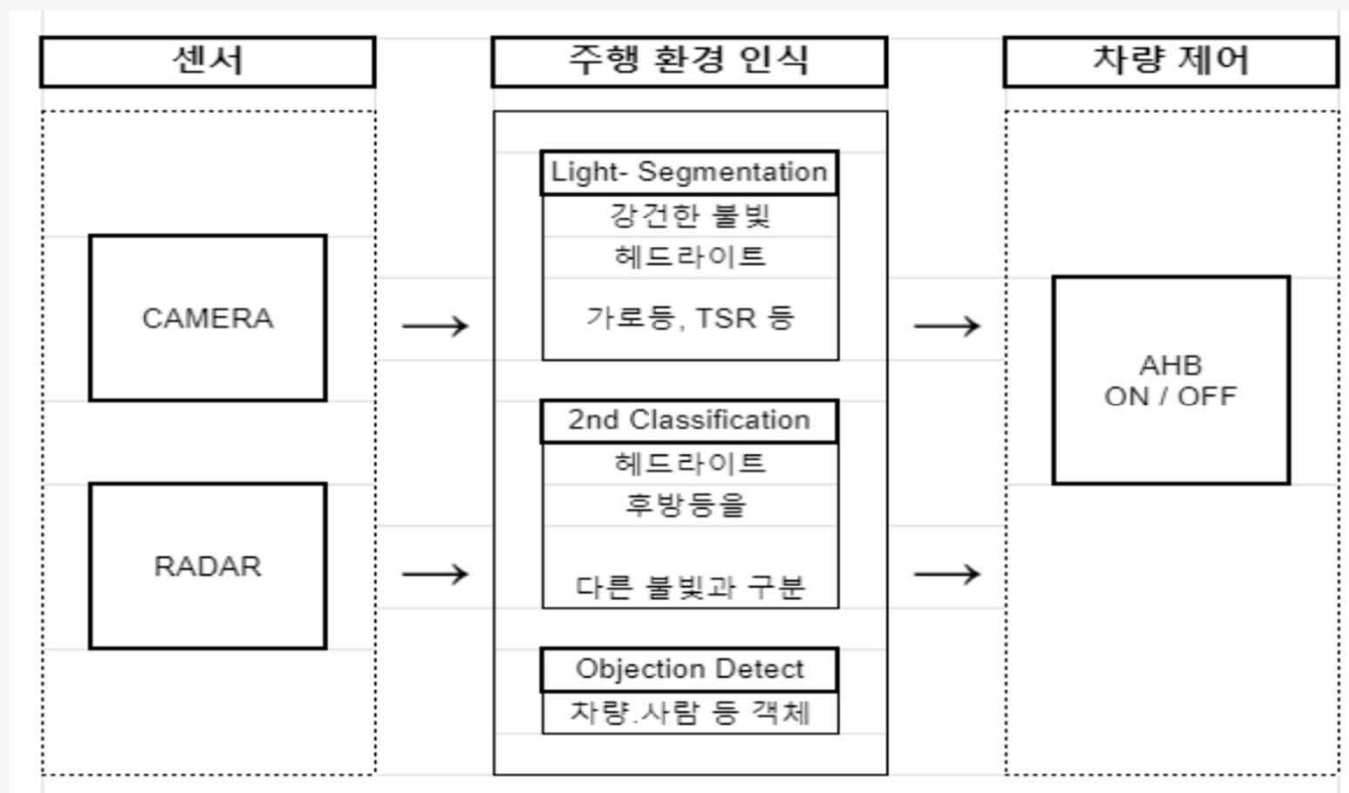 센서
주행 환경 인식
차량 제어
CAMERA
RADAR
Light- Segmentation
강건한 불빛
헤드라이트
가로등, TSR 등
2nd Classification
헤드라이트
후방등을
다른 불빛과 구분
Objection Detect
차량.사람 등 객체
AHB
ON / OFF